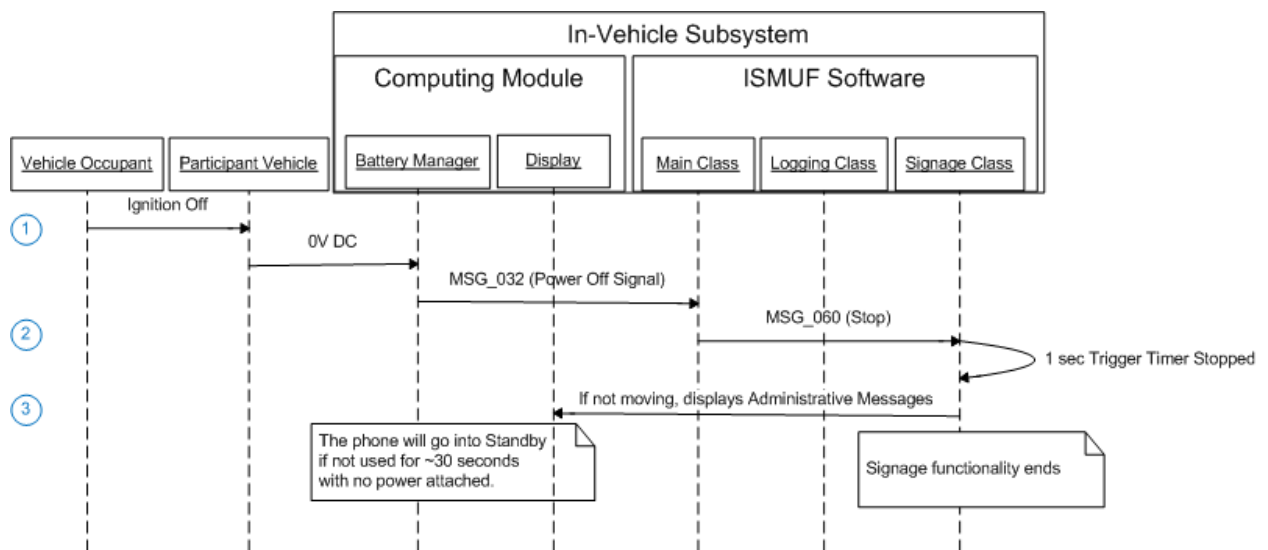 In-Vehicle Subsystem
Computing Module
ISMUF Software
Vehicle Occupant
Participant Vehicle
Battery Manager
Display
Main Class
Logging Class
Signage Class
1
Ignition Off
0V DC
MSG_032 (Power Off Signal)
2
MSG_060 (Stop)
1 sec Trigger Timer Stopped
3
If not moving, displays Administrative Messages
The phone will go into Standby
if not used for ~30 seconds
with no power attached.
Signage functionality ends